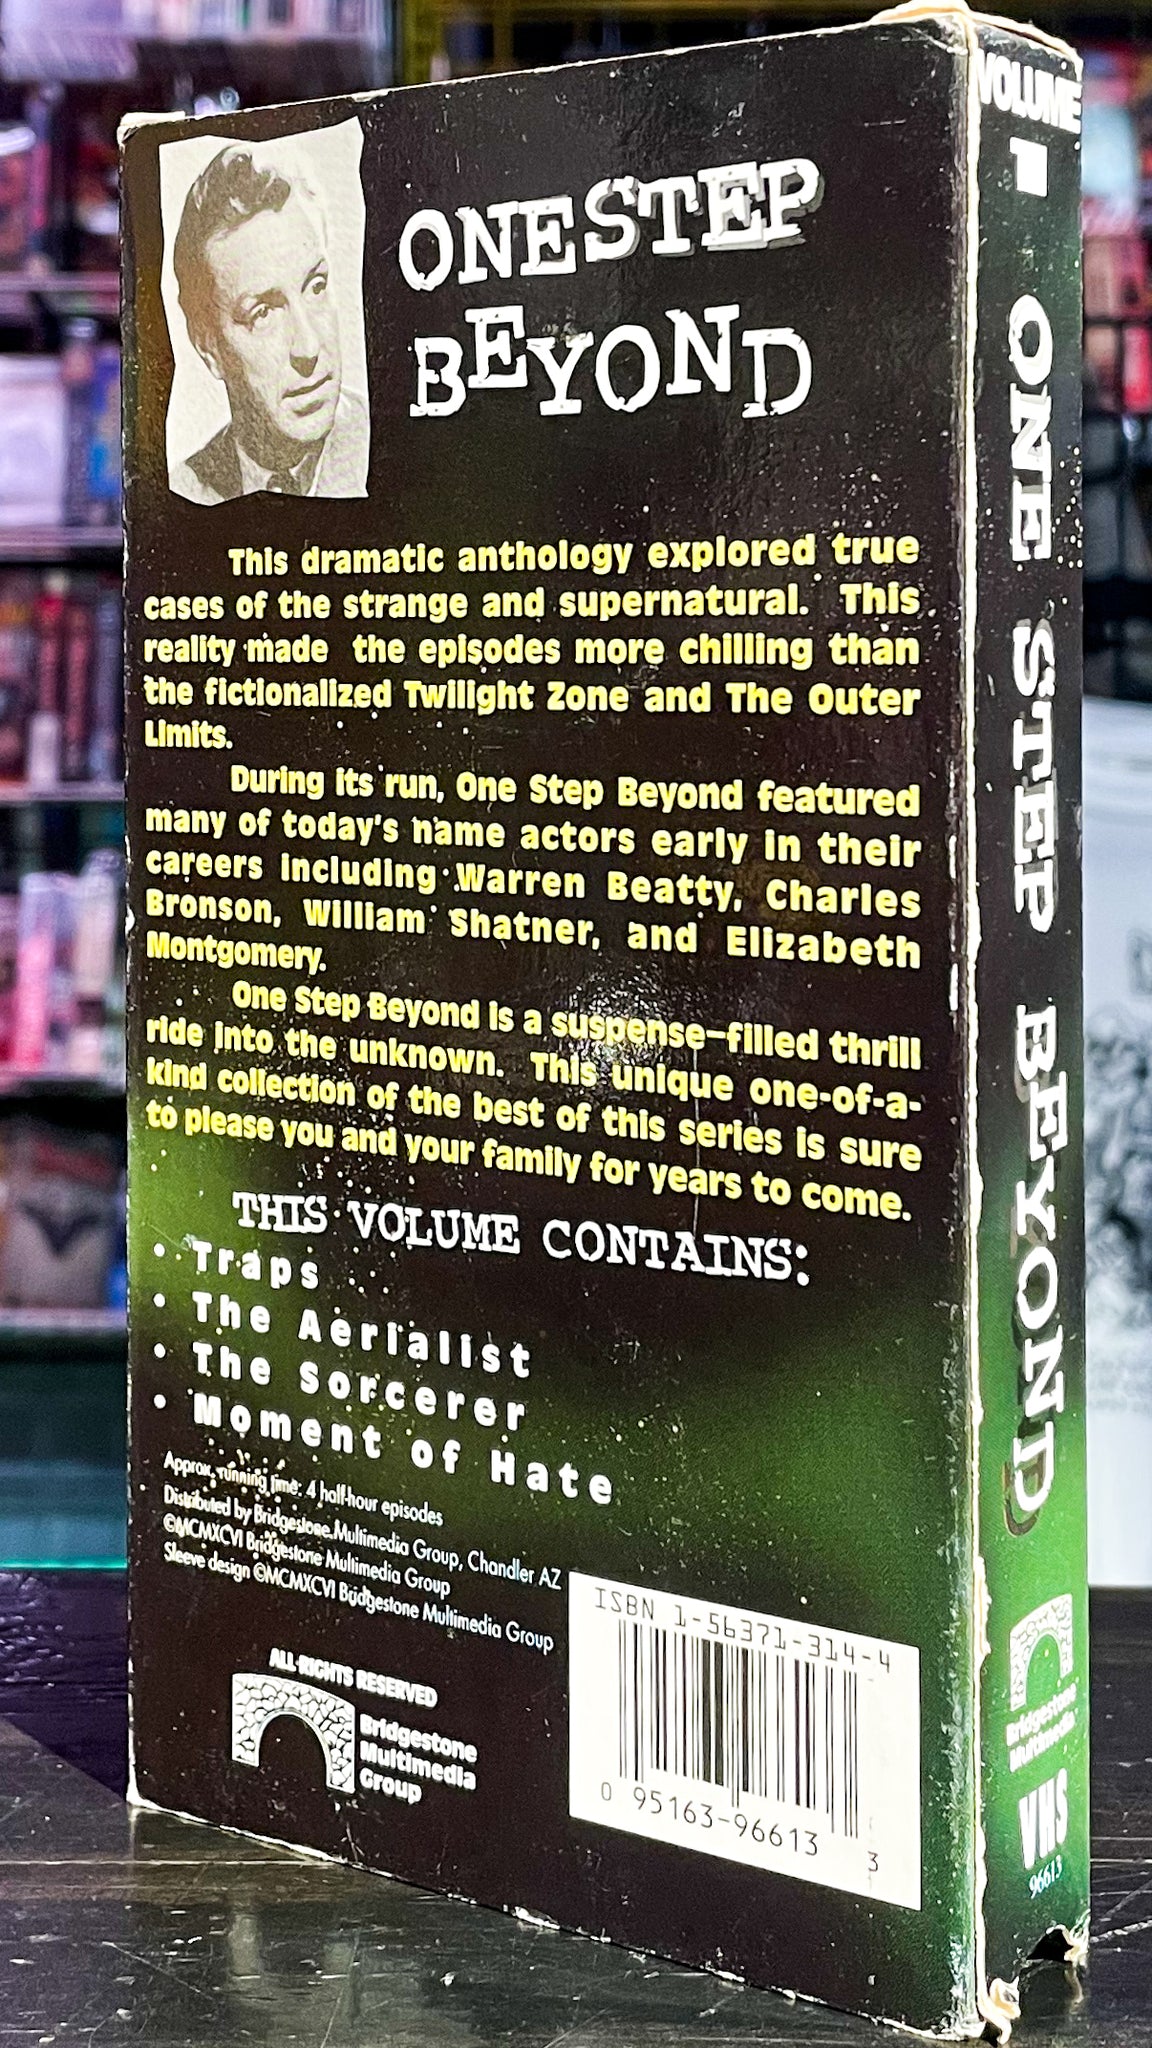 ONE STEP
BEYOND
This dramatic anthology explored true
cases of the strange and supernatural. This
reality made the episodes more chilling than
the fictionalized Twilight Zone and The Outer
Limits.
During its run, One Step Beyond featured
many of today's name actors early in their
careers including Warren Beatty, Charles
Bronson, William Shatner, and Elizabeth
Montgomery.
One Step Beyond is a suspense-filled thrill
ride into the unknown. This unique one-of-a-
kind collection of the best of this series is sure
to please you and your family for years to come.
THIS VOLUME CONTAINS:
• Traps
• The Aerialist
• The Sorcerer
• Moment of Hate
Approx. running time: 4 half-hour episodes
Distributed by Bridgestone Multimedia Group, Chandler AZ
©MCMXCVI Bridgestone Multimedia Group
Sleeve design ©MCMXCVI Bridgestone Multimedia Group
ALL RIGHTS RESERVED
Bridgestone
Multimedia
Group
ISBN 1-56371-314-4
0 95163-96613 3
VOLUME
1
ONE STEP BEYOND
Bridgestone
Multimedia
VHS
96613